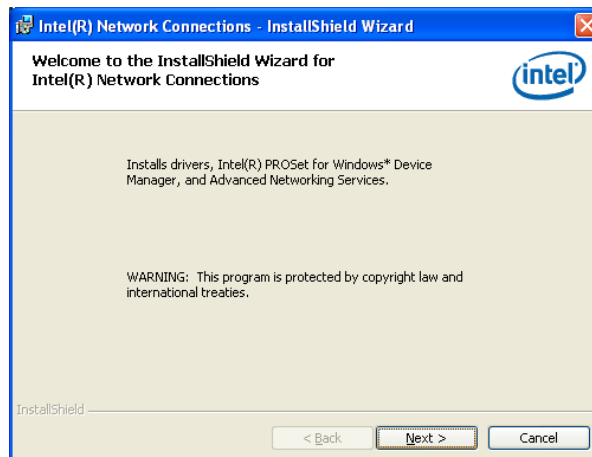 Intel(R) Network Connections - InstallShield Wizard
Welcome to the InstallShield Wizard for
Intel(R) Network Connections
intel
Installs drivers, Intel(R) PROSet for Windows* Device
Manager, and Advanced Networking Services.
WARNING: This program is protected by copyright law and
international treaties.
InstallShield
< Back Next > Cancel